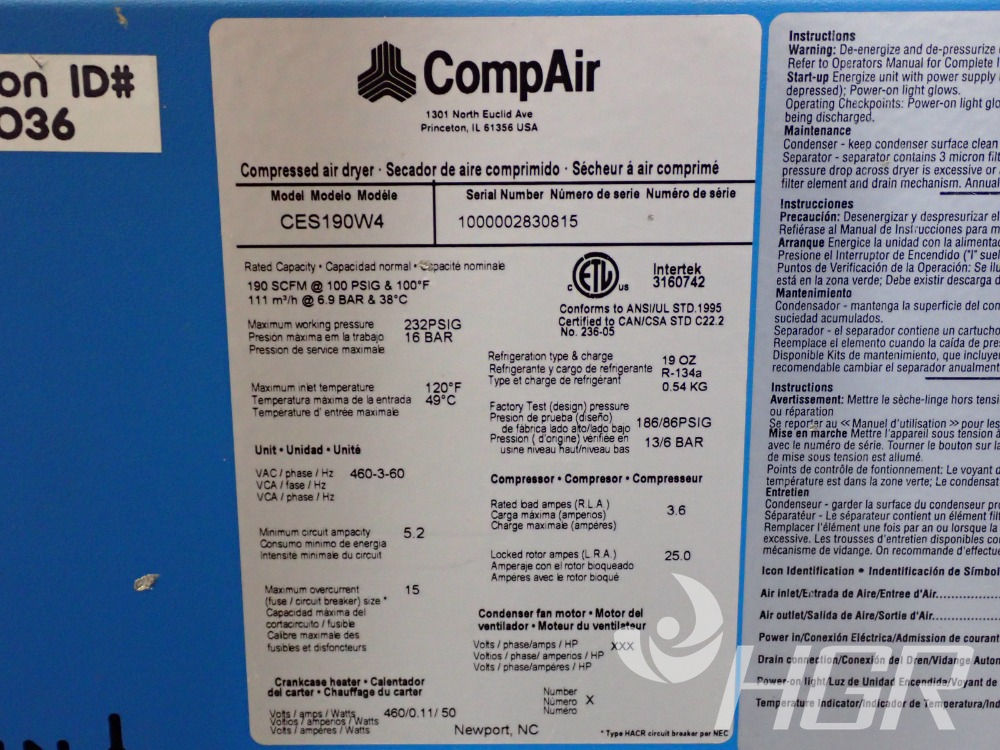 on ID#
036
CompAir
1301 North Euclid Ave
Princeton, IL 61356 USA
Compressed air dryer · Secador de aire comprimido · Sécheur á air comprimé
Model Modelo Modéle
CES190W4
Serial Number Número de serie Numéro de série
1000002830815
Rated Capacity · Capacidad normal · Capacité nominale
190 SCFM @ 100 PSIG & 100°F
111 m³/h @ 6.9 BAR & 38°C
Maximum working pressure 232PSIG
Presion máxima em la trabajo 16 BAR
Pression de service maximale
Maximum inlet temperature 120°F
Temperatura máxima de la entrada 49°C
Temperature d' entrée maximale
Unit · Unidad · Unité
VAC / phase / Hz 460-3-60
VCA / fase / Hz
VCA / phase / Hz
Minimum circuit ampacity 5.2
Consumo minimo de energia
Intensité minimale du circuit
Maximum overcurrent 15
(fuse / circuit breaker) size *
Capacidad máxima del
cortacircuito / fusible
Calibre maximale des
fusibles et disfoncteurs
Crankcase heater · Calentador
del carter · Chauffage du carter
Volts / amps / Watts 460/0.11/ 50
Voltios / amperios / Watts
Volts / ampéres / Watts
C ETL US
Intertek
3160742
Conforms to ANSI/UL STD.1995
Certified to CAN/CSA STD C22.2
No. 236-05
Refrigeration type & charge 19 OZ
Refrigerante y cargo de refrigerante R-134a
Type et charge de refrigérant 0.54 KG
Factory Test (design) pressure
Presion de prueba (diseño)
de fábrica lado alto/lado bajo 186/86PSIG
Pression ( d'origine) vérifiée en 13/6 BAR
usine niveau haut/niveau bas
Compressor · Compresor · Compresseur
Rated load ampes (R.L.A.) 3.6
Carga máxima (amperios)
Charge maximale (ampéres)
Locked rotor ampes (L.R.A.) 25.0
Amperaje con el rotor bloqueado
Ampéres avec le rotor bloqué
Condenser fan motor · Motor del
ventilador · Moteur du ventilateur
Volts / phase/amps / HP XXX
Voltios / phase/ amperios / HP
Volts / phase/ampéres / HP
Number
Número X
Numéro
Newport, NC
* Type HACR circuit breaker per NEC
Instructions
Warning: De-energize and de-pressurize
Refer to Operators Manual for Complete I
Start-up Energize unit with power supply
depressed); Power-on light glows.
Operating Checkpoints: Power-on light glo
being discharged.
Maintenance
Condenser - keep condenser surface clean
Separator - separator contains 3 micron filt
pressure drop across dryer is excessive or
filter element and drain mechanism. Annual
Instrucciones
Precaución: Desenergizar y despresurizar el
Refiérase al Manual de Instrucciones para m
Arranque Energice la unidad con la alimentac
Presione el Interruptor de Encendido ("I" suel
Puntos de Verificación de la Operación: Se ilu
está en la zona verde; Debe existir descarga d
Mantenimiento
Condensador - mantenga la superficie del con
suciedad acumulados.
Separador - el separador contiene un cartucho
Reemplace el elemento cuando la caída de pre
Disponible Kits de mantenimiento, que incluye
recomendable cambiar el separador anualment
Instructions
Avertissement: Mettre le sèche-linge hors tensi
ou réparation
Se reporter au « Manuel d'utilisation » pour les
Mise en marche Mettre l'appareil sous tension à
avec le numéro de série. Tourner le bouton sur la
de mise sous tension est allumé.
Points de contrôle de fontionnement: Le voyant d
température est dans la zone verte; Le condensat
Entretien
Condenseur - garder la surface du condenseur pro
Séparatéur - Le séparateur contient un élément filt
Remplacer l'élément une fois par an ou lorsque la
excessive. Les trousses d'entretien disponibles co
mécanisme de vidange. On recommande d'effectue
Icon Identification • Indentificación de Símbol
Air inlet/Entrada de Aire/Entree d'Air
Air outlet/Salida de Aire/Sortie d'Air
Power in/Conexión Eléctrica/Admission de courant
Drain connection/Conexión del Dren/Vidange Auton
Power-on light/Luz de Unidad Encendida/Voyant de
Temperature Indicator/Indicador de Temperatura/Ind
HGR